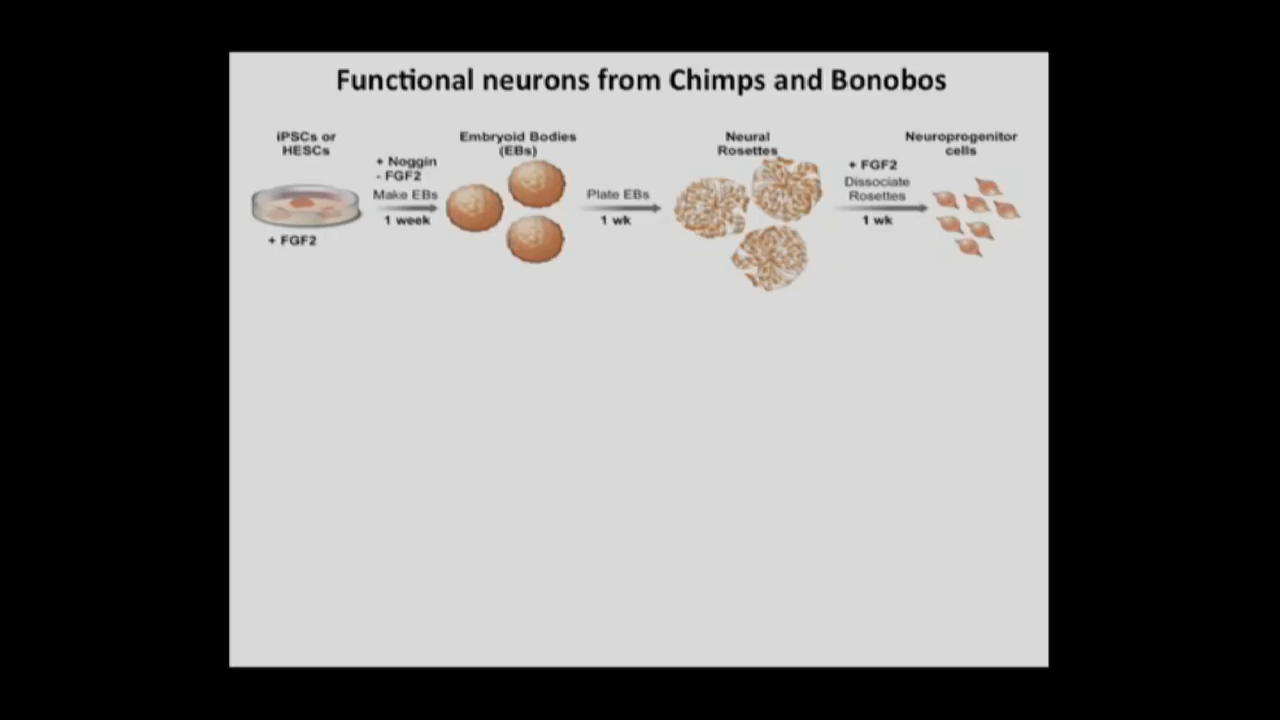 Functional neurons from Chimps and Bonobos
iPSCs or
HESCs
+ FGF2
+ Noggin
- FGF2
Make EBs
1 week
Embryoid Bodies
(EBs)
Plate EBs
1 wk
Neural
Rosettes
+ FGF2
Dissociate
Rosettes
1 wk
Neuroprogenitor
cells